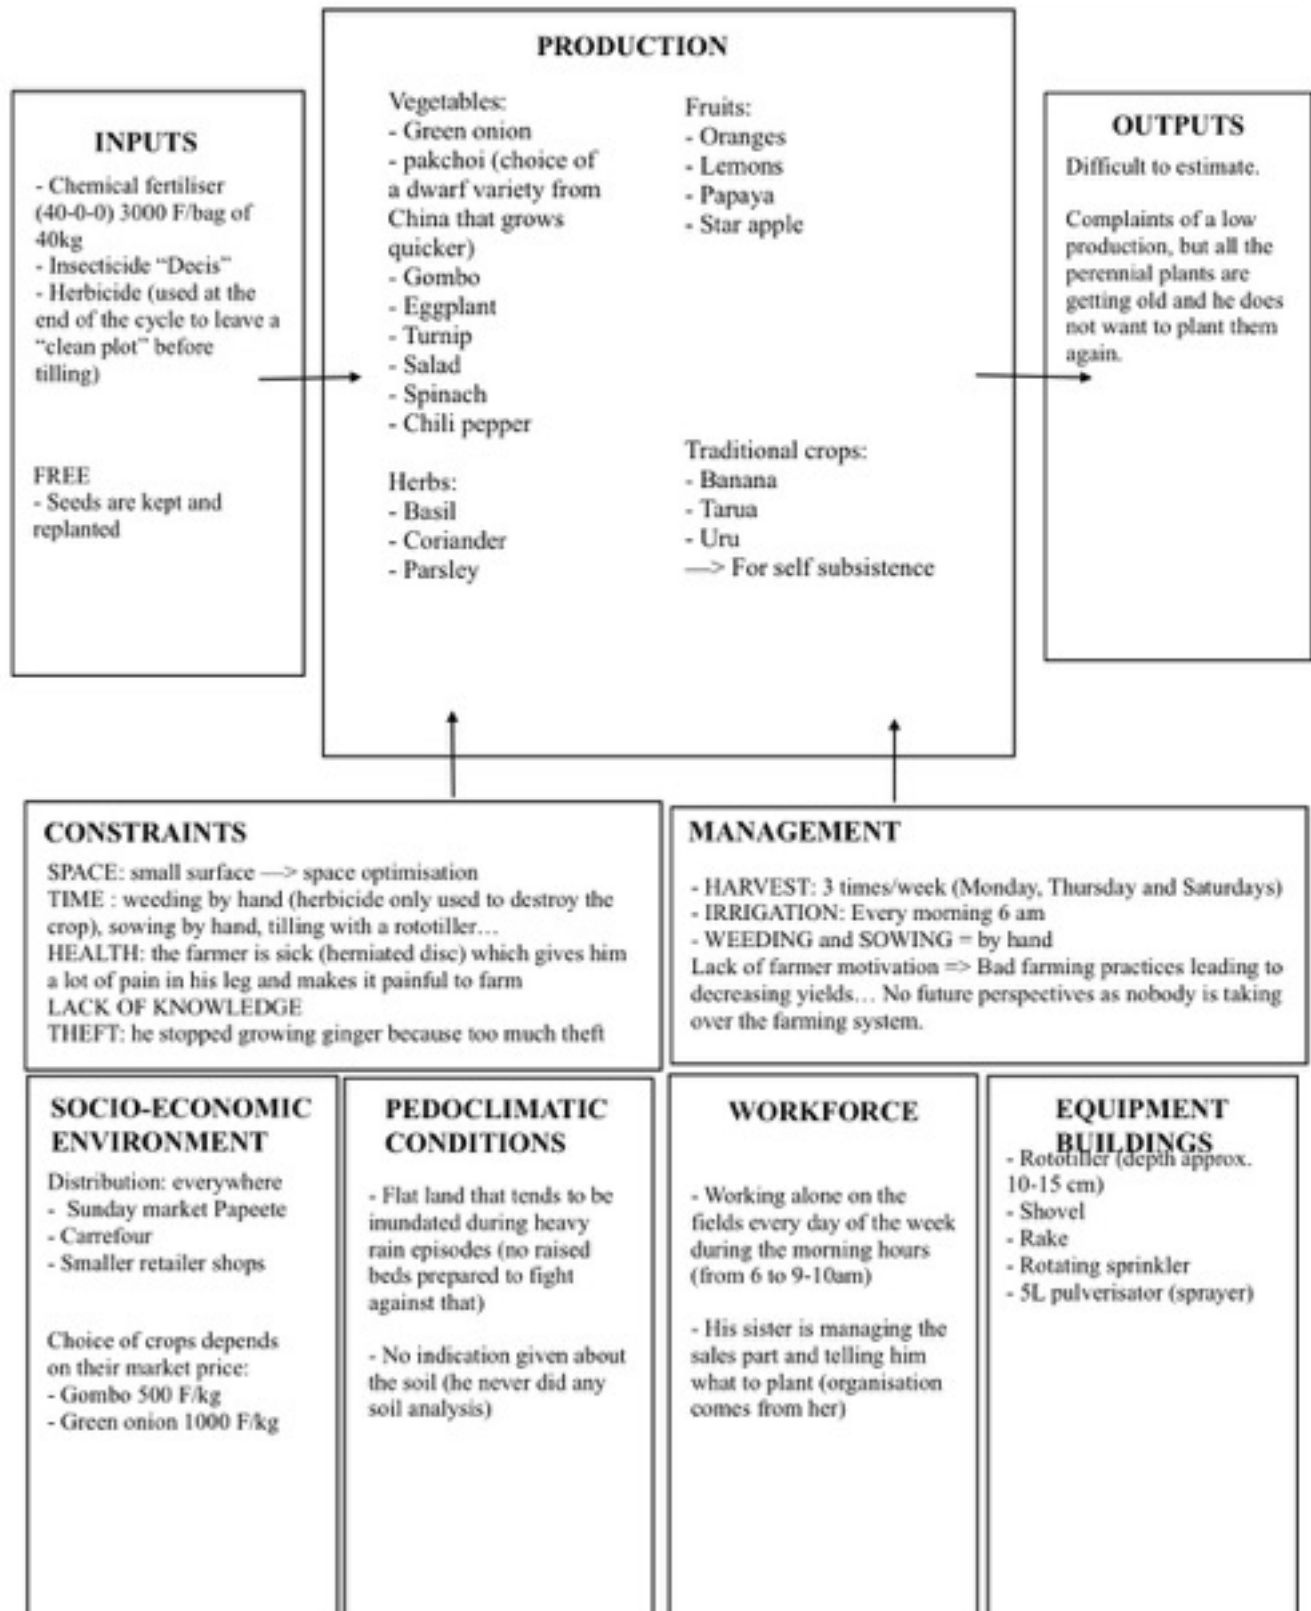 PRODUCTION
Vegetables:
- Green onion
- pakchoi (choice of
a dwarf variety from
China that grows
quicker)
- Gombo
- Eggplant
- Turnip
- Salad
- Spinach
- Chili pepper
Herbs:
- Basil
- Coriander
- Parsley
Fruits:
- Oranges
- Lemons
- Papaya
- Star apple
Traditional crops:
- Banana
- Tarua
- Uru
—> For self subsistence
INPUTS
- Chemical fertiliser
(40-0-0) 3000 F/bag of
40kg
- Insecticide “Decis”
- Herbicide (used at the
end of the cycle to leave a
“clean plot” before
tilling)
FREE
- Seeds are kept and
replanted
OUTPUTS
Difficult to estimate.
Complaints of a low
production, but all the
perennial plants are
getting old and he does
not want to plant them
again.
CONSTRAINTS
SPACE: small surface —> space optimisation
TIME : weeding by hand (herbicide only used to destroy the
crop), sowing by hand, tilling with a rototiller…
HEALTH: the farmer is sick (herniated disc) which gives him
a lot of pain in his leg and makes it painful to farm
LACK OF KNOWLEDGE
THEFT: he stopped growing ginger because too much theft
MANAGEMENT
- HARVEST: 3 times/week (Monday, Thursday and Saturdays)
- IRRIGATION: Every morning 6 am
- WEEDING and SOWING = by hand
Lack of farmer motivation => Bad farming practices leading to
decreasing yields… No future perspectives as nobody is taking
over the farming system.
SOCIO-ECONOMIC
ENVIRONMENT
Distribution: everywhere
- Sunday market Papeete
- Carrefour
- Smaller retailer shops
Choice of crops depends
on their market price:
- Gombo 500 F/kg
- Green onion 1000 F/kg
PEDOCLIMATIC
CONDITIONS
- Flat land that tends to be
inundated during heavy
rain episodes (no raised
beds prepared to fight
against that)
- No indication given about
the soil (he never did any
soil analysis)
WORKFORCE
- Working alone on the
fields every day of the week
during the morning hours
(from 6 to 9-10am)
- His sister is managing the
sales part and telling him
what to plant (organisation
comes from her)
EQUIPMENT
BUILDINGS
- Rototiller (depth approx.
10-15 cm)
- Shovel
- Rake
- Rotating sprinkler
- 5L pulverisator (sprayer)